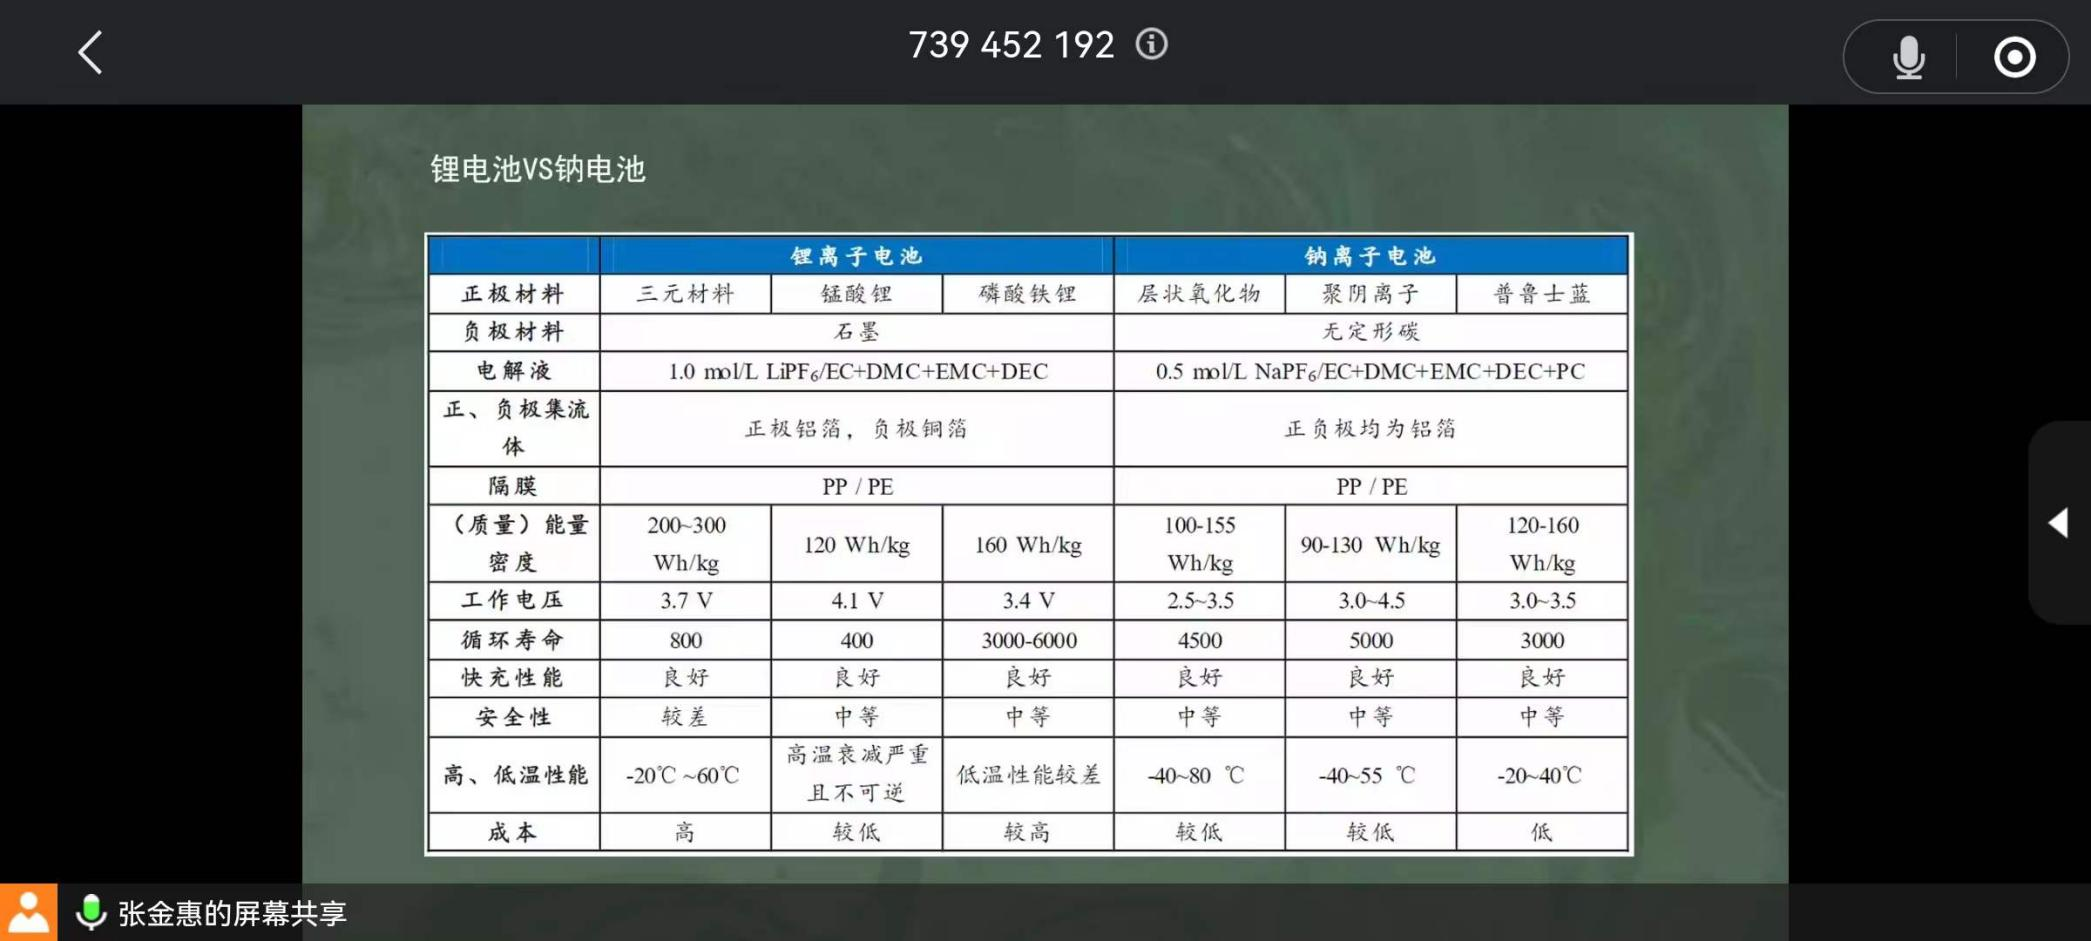 739 452 192
锂电池VS钠电池
锂离子电池 钠离子电池
正极材料 三元材料 锰酸锂 磷酸铁锂 层状氧化物 聚阴离子 普鲁士蓝
负极材料 石墨 无定形碳
电解液 1.0 mol/L LiPF₆/EC+DMC+EMC+DEC 0.5 mol/L NaPF₆/EC+DMC+EMC+DEC+PC
正、负极集流
体 正极铝箔，负极铜箔 正负极均为铝箔
隔膜 PP / PE PP / PE
（质量）能量
密度 200~300
Wh/kg 120 Wh/kg 160 Wh/kg 100-155
Wh/kg 90-130 Wh/kg 120-160
Wh/kg
工作电压 3.7 V 4.1 V 3.4 V 2.5~3.5 3.0~4.5 3.0~3.5
循环寿命 800 400 3000-6000 4500 5000 3000
快充性能 良好 良好 良好 良好 良好 良好
安全性 较差 中等 中等 中等 中等 中等
高、低温性能 -20℃ ~60℃ 高温衰减严重
且不可逆 低温性能较差 -40~80 ℃ -40~55 ℃ -20~40℃
成本 高 较低 较高 较低 较低 低
张金惠的屏幕共享